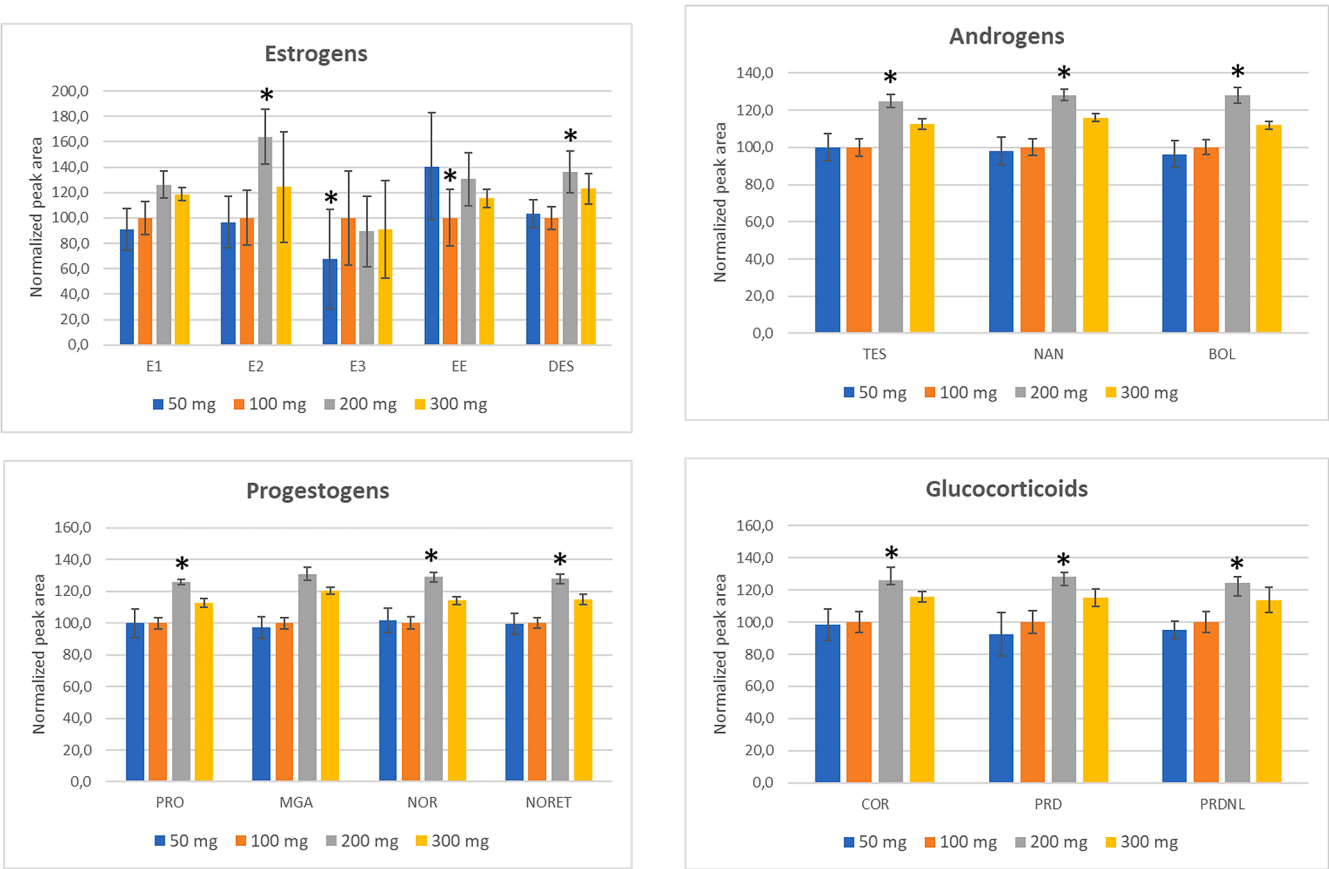 Estrogens
Normalized peak area
200,0
180,0
160,0
140,0
120,0
100,0
80,0
60,0
40,0
20,0
0,0
*
*
*
*
E1 E2 E3 EE DES
50 mg 100 mg 200 mg 300 mg
Androgens
Normalized peak area
140,0
120,0
100,0
80,0
60,0
40,0
20,0
0,0
* * *
TES NAN BOL
50 mg 100 mg 200 mg 300 mg
Progestogens
Normalized peak area
160,0
140,0
120,0
100,0
80,0
60,0
40,0
20,0
0,0
* * *
PRO MGA NOR NORET
50 mg 100 mg 200 mg 300 mg
Glucocorticoids
Normalized peak area
160,0
140,0
120,0
100,0
80,0
60,0
40,0
20,0
0,0
* * *
COR PRD PRDNL
50 mg 100 mg 200 mg 300 mg